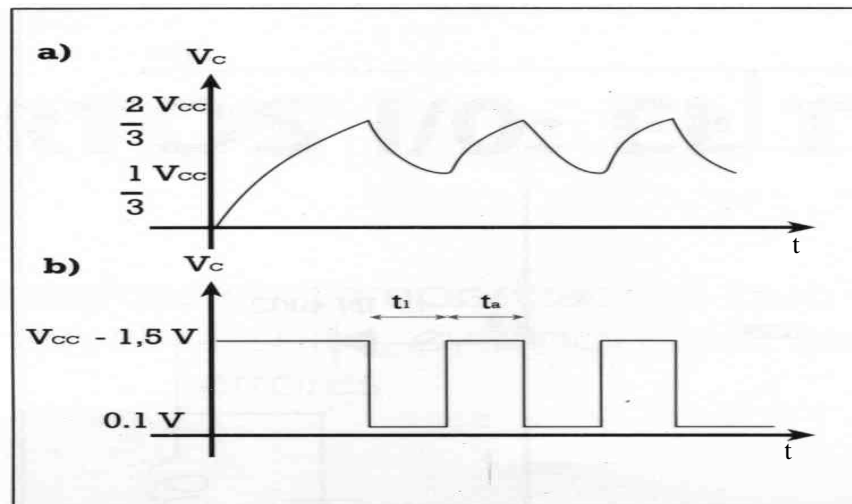 a)
Vc
2/3 Vcc
1/3 Vcc
t
b)
Vc
t₁ tₐ
Vcc - 1,5 V
0.1 V
t